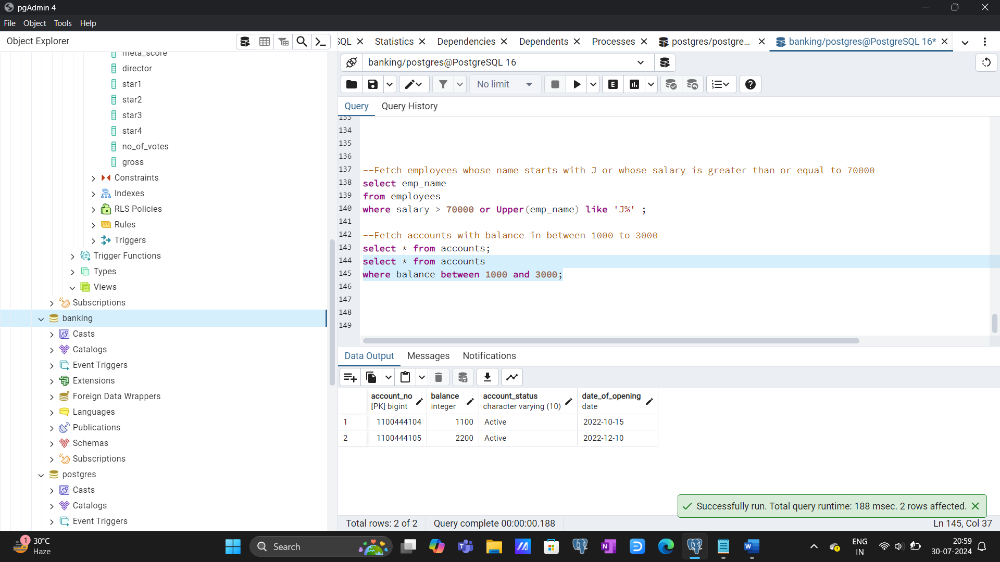 pgAdmin 4
File Object Tools Help
Object Explorer
SQL Statistics Dependencies Dependents Processes postgres/postgre... banking/postgres@PostgreSQL 16*
meta_score
director
star1
star2
star3
star4
no_of_votes
gross
Constraints
Indexes
RLS Policies
Rules
Triggers
Trigger Functions
Types
Views
Subscriptions
banking
Casts
Catalogs
Event Triggers
Extensions
Foreign Data Wrappers
Languages
Publications
Schemas
Subscriptions
postgres
Casts
Catalogs
Event Triggers
banking/postgres@PostgreSQL 16
No limit E
Query Query History
133
134
135
136
137 --Fetch employees whose name starts with J or whose salary is greater than or equal to 70000
138 select emp_name
139 from employees
140 where salary > 70000 or Upper(emp_name) like 'J%' ;
141
142 --Fetch accounts with balance in between 1000 to 3000
143 select * from accounts;
144 select * from accounts
145 where balance between 1000 and 3000;
146
147
148
149
Data Output Messages Notifications
account_no balance account_status date_of_opening
[PK] bigint integer character varying (10) date
1 1100444104 1100 Active 2022-10-15
2 1100444105 2200 Active 2022-12-10
Successfully run. Total query runtime: 188 msec. 2 rows affected.
Total rows: 2 of 2 Query complete 00:00:00.188 Ln 145, Col 37
1 30°C
Haze
Search
ENG
IN
20:59
30-07-2024